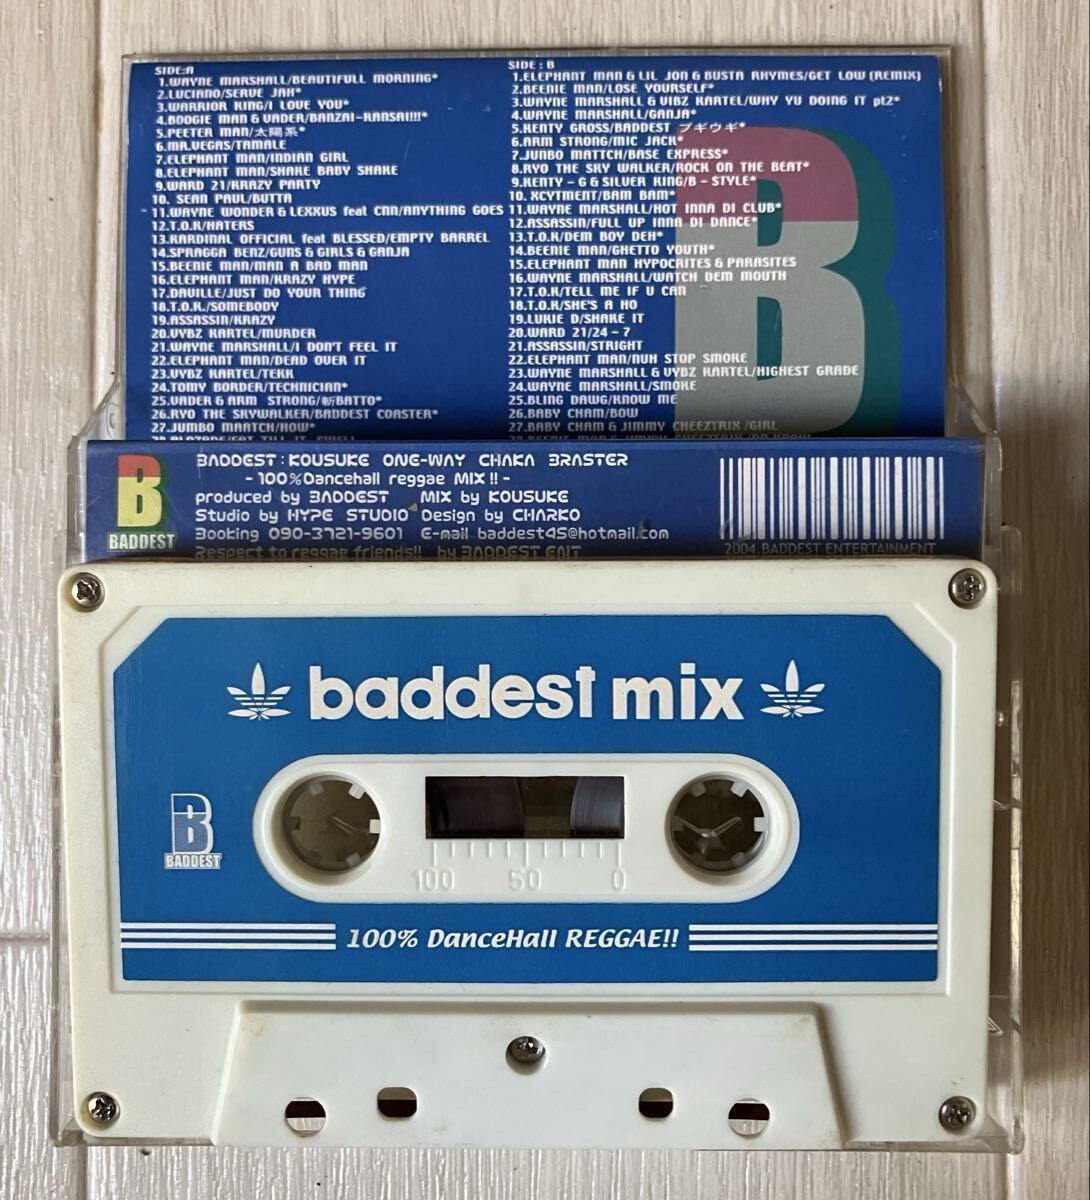 SIDE:A
1.WAYNE MARSHALL/BEAUTIFULL MORNING*
2.LUCIANO/SERVE JAH*
3.WARRIOR KING/I LOVE YOU*
4.BOOGIE MAN & VADER/BANZAI-KANSAI!!!*
5.PEETER MAN/太陽系*
6.MR.VEGAS/TAMALE
7.ELEPHANT MAN/INDIAN GIRL
8.ELEPHANT MAN/SHAKE BABY SHAKE
9.WARD 21/KRAZY PARTY
10. SEAN PAUL/BUTTA
11.WAYNE WONDER & LEXXUS feat CNN/ANYTHING GOES
12.T.O.K/HATERS
13.KARDINAL OFFICIAL feat BLESSED/EMPTY BARREL
14.SPRAGGA BENZ/GUNS & GIRLS & GANJA
15.BEENIE MAN/MAN A BAD MAN
16.ELEPHANT MAN/KRAZY HYPE
17.DAVILLE/JUST DO YOUR THING
18.T.O.K./SOMEBODY
19.ASSASSIN/KRAZY
20.VYBZ KARTEL/MURDER
21.WAYNE MARSHALL/I DON'T FEEL IT
22.ELEPHANT MAN/DEAD OVER IT
23.VYBZ KARTEL/TEKK
24.TOMY BORDER/TECHNICIAN*
25.VADER & ARM STRONG/斬BATTO*
26.RYO THE SKYWALKER/BADDEST COASTER*
27.JUMBO MAATCH/HOW*
SIDE : B
1.ELEPHANT MAN & LIL JON & BUSTA RHYMES/GET LOW (REMIX)
2.BEENIE MAN/LOSE YOURSELF*
3.WAYNE MARSHALL & VIBZ KARTEL/WHY YU DOING IT pt2*
4.WAYNE MARSHALL/GANJA*
5.KENTY GROSS/BADDEST ブギウギ*
6.ARM STRONG/MIC JACK*
7.JUNBO MATTCH/BASE EXPRESS*
8.RYO THE SKY WALKER/ROCK ON THE BEAT*
9.KENTY - G & SILVER KING/B - STYLE*
10. XCYTMENT/BAM BAM*
11.WAYNE MARSHALL/HOT INNA DI CLUB*
12.ASSASSIN/FULL UP INNA DI DANCE*
13.T.O.K/DEM BOY DEH*
14.BEENIE MAN/GHETTO YOUTH*
15.ELEPHANT MAN HYPOCRITES & PARASITES
16.WAYNE MARSHALL/WATCH DEM MOUTH
17.T.O.K/TELL ME IF U CAN
18.T.O.K/SHE'S A HO
19.LUKIE D/SHAKE IT
20.WARD 21/24 - 7
21.ASSASSIN/STRIGHT
22.ELEPHANT MAN/NUH STOP SMOKE
23.WAYNE MARSHALL & VYBZ KARTEL/HIGHEST GRADE
24.WAYNE MARSHALL/SMOKE
25.BLING DAWG/KNOW ME
26.BABY CHAM/BOW
27.BABY CHAM & JIMMY CHEEZTRIX /GIRL
B
B
BADDEST
BADDEST : KOUSUKE ONE-WAY CHAKA BRASTER
- 100%Dancehall reggae MIX !! -
produced by BADDEST MIX by KOUSUKE
Studio by HYPE STUDIO Design by CHARKO
Booking 090-3721-9601 E-mail baddest45@hotmail.com
Respect to reggae friends!! by BADDEST ENT
2004 BADDEST ENTERTAINMENT
baddest mix
B
BADDEST
100 50 0
100% DanceHall REGGAE!!